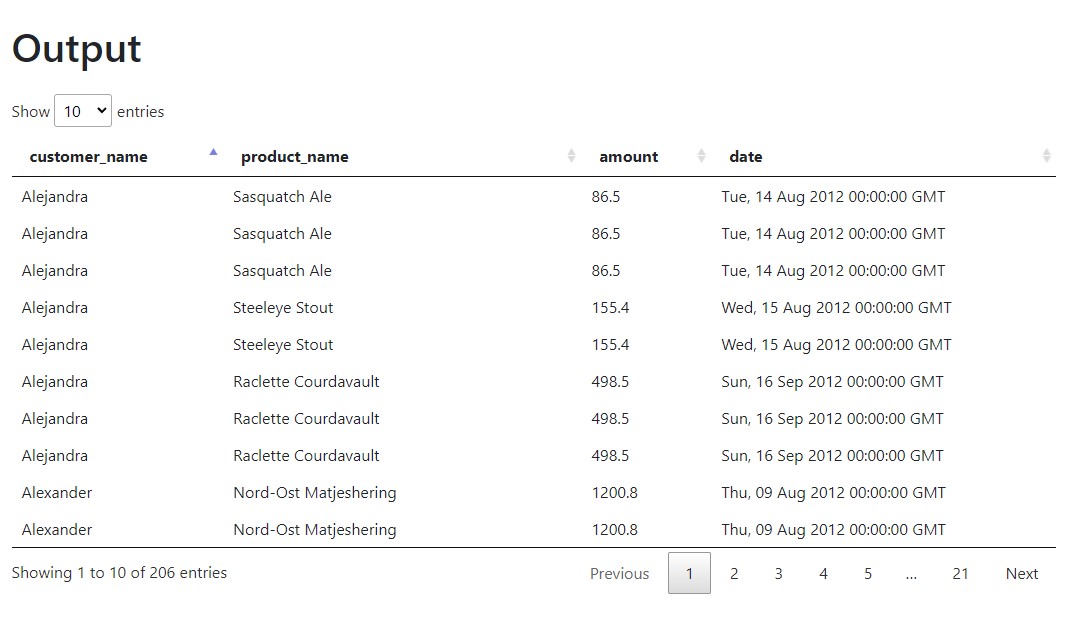 Output
Show 10 entries
customer_name product_name amount date
Alejandra Sasquatch Ale 86.5 Tue, 14 Aug 2012 00:00:00 GMT
Alejandra Sasquatch Ale 86.5 Tue, 14 Aug 2012 00:00:00 GMT
Alejandra Sasquatch Ale 86.5 Tue, 14 Aug 2012 00:00:00 GMT
Alejandra Steeleye Stout 155.4 Wed, 15 Aug 2012 00:00:00 GMT
Alejandra Steeleye Stout 155.4 Wed, 15 Aug 2012 00:00:00 GMT
Alejandra Raclette Courdavault 498.5 Sun, 16 Sep 2012 00:00:00 GMT
Alejandra Raclette Courdavault 498.5 Sun, 16 Sep 2012 00:00:00 GMT
Alejandra Raclette Courdavault 498.5 Sun, 16 Sep 2012 00:00:00 GMT
Alexander Nord-Ost Matjeshering 1200.8 Thu, 09 Aug 2012 00:00:00 GMT
Alexander Nord-Ost Matjeshering 1200.8 Thu, 09 Aug 2012 00:00:00 GMT
Showing 1 to 10 of 206 entries Previous 1 2 3 4 5 ... 21 Next